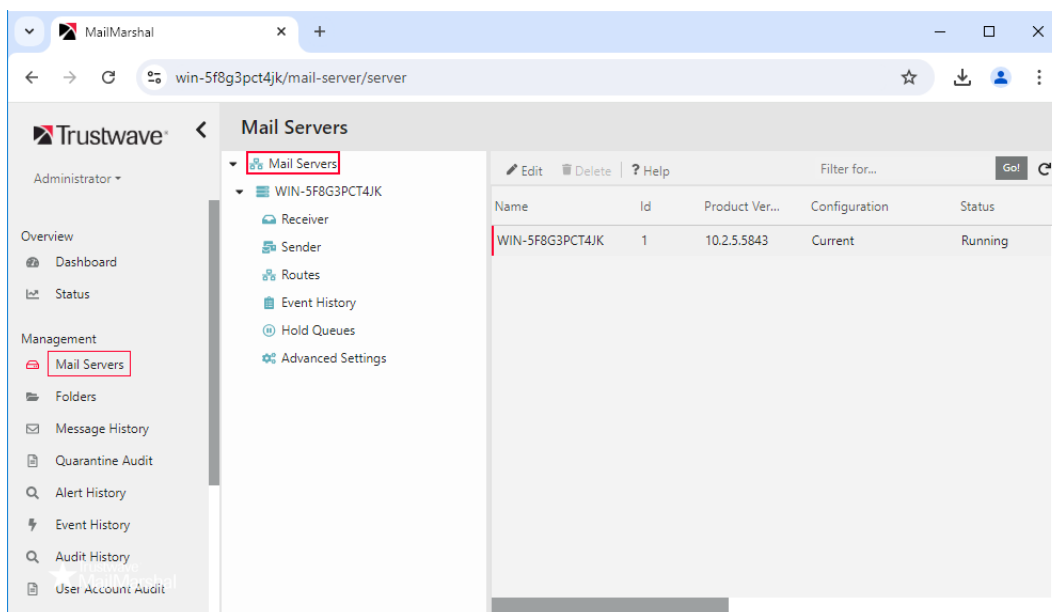 MailMarshal
win-5f8g3pct4jk/mail-server/server
Trustwave
Administrator
Overview
Dashboard
Status
Management
Mail Servers
Folders
Message History
Quarantine Audit
Alert History
Event History
Audit History
User Account Audit
Trustwave
MailMarshal
Mail Servers
Mail Servers
WIN-5F8G3PCT4JK
Receiver
Sender
Routes
Event History
Hold Queues
Advanced Settings
Edit Delete ? Help Filter for... Go!
Name Id Product Ver... Configuration Status
WIN-5F8G3PCT4JK 1 10.2.5.5843 Current Running